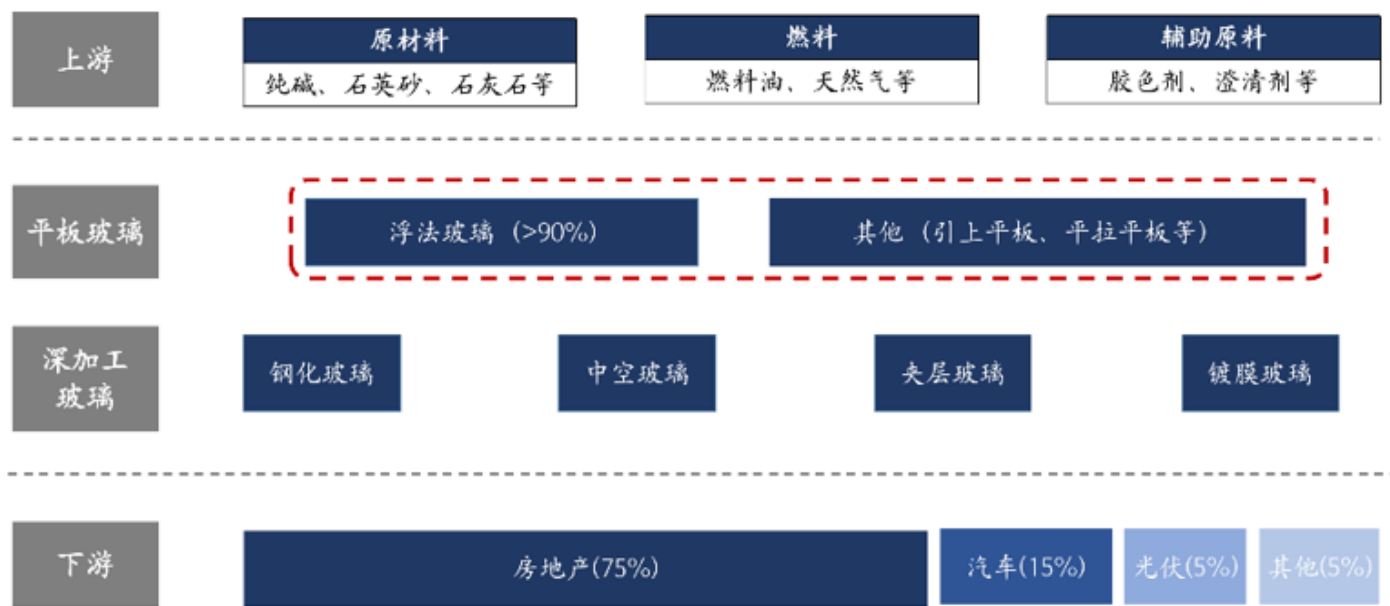 上游
原材料
纯碱、石英砂、石灰石等
燃料
燃料油、天然气等
辅助原料
胶色剂、澄清剂等
平板玻璃
浮法玻璃（>90%）
其他（引上平板、平拉平板等）
深加工
玻璃
钢化玻璃
中空玻璃
夹层玻璃
镀膜玻璃
下游
房地产(75%)
汽车(15%)
光伏(5%)
其他(5%)